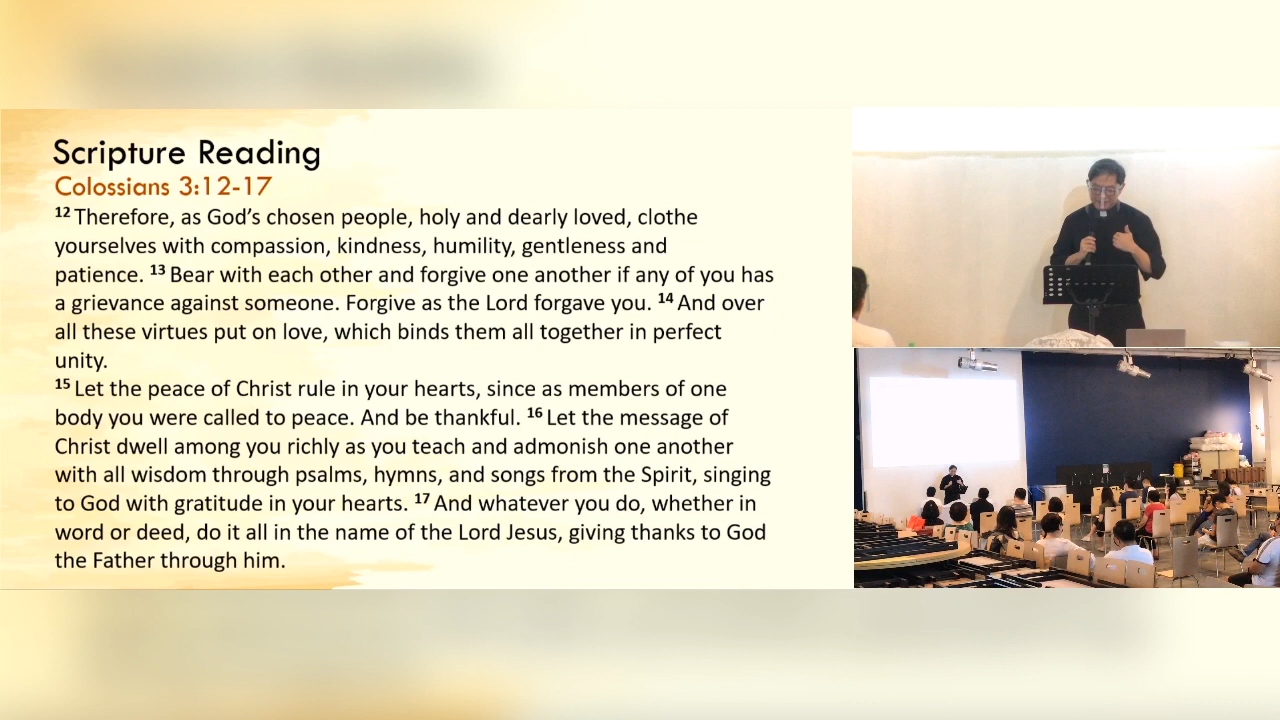 Scripture Reading
Colossians 3:12-17
12 Therefore, as God’s chosen people, holy and dearly loved, clothe
yourselves with compassion, kindness, humility, gentleness and
patience. 13 Bear with each other and forgive one another if any of you has
a grievance against someone. Forgive as the Lord forgave you. 14 And over
all these virtues put on love, which binds them all together in perfect
unity.
15 Let the peace of Christ rule in your hearts, since as members of one
body you were called to peace. And be thankful. 16 Let the message of
Christ dwell among you richly as you teach and admonish one another
with all wisdom through psalms, hymns, and songs from the Spirit, singing
to God with gratitude in your hearts. 17 And whatever you do, whether in
word or deed, do it all in the name of the Lord Jesus, giving thanks to God
the Father through him.